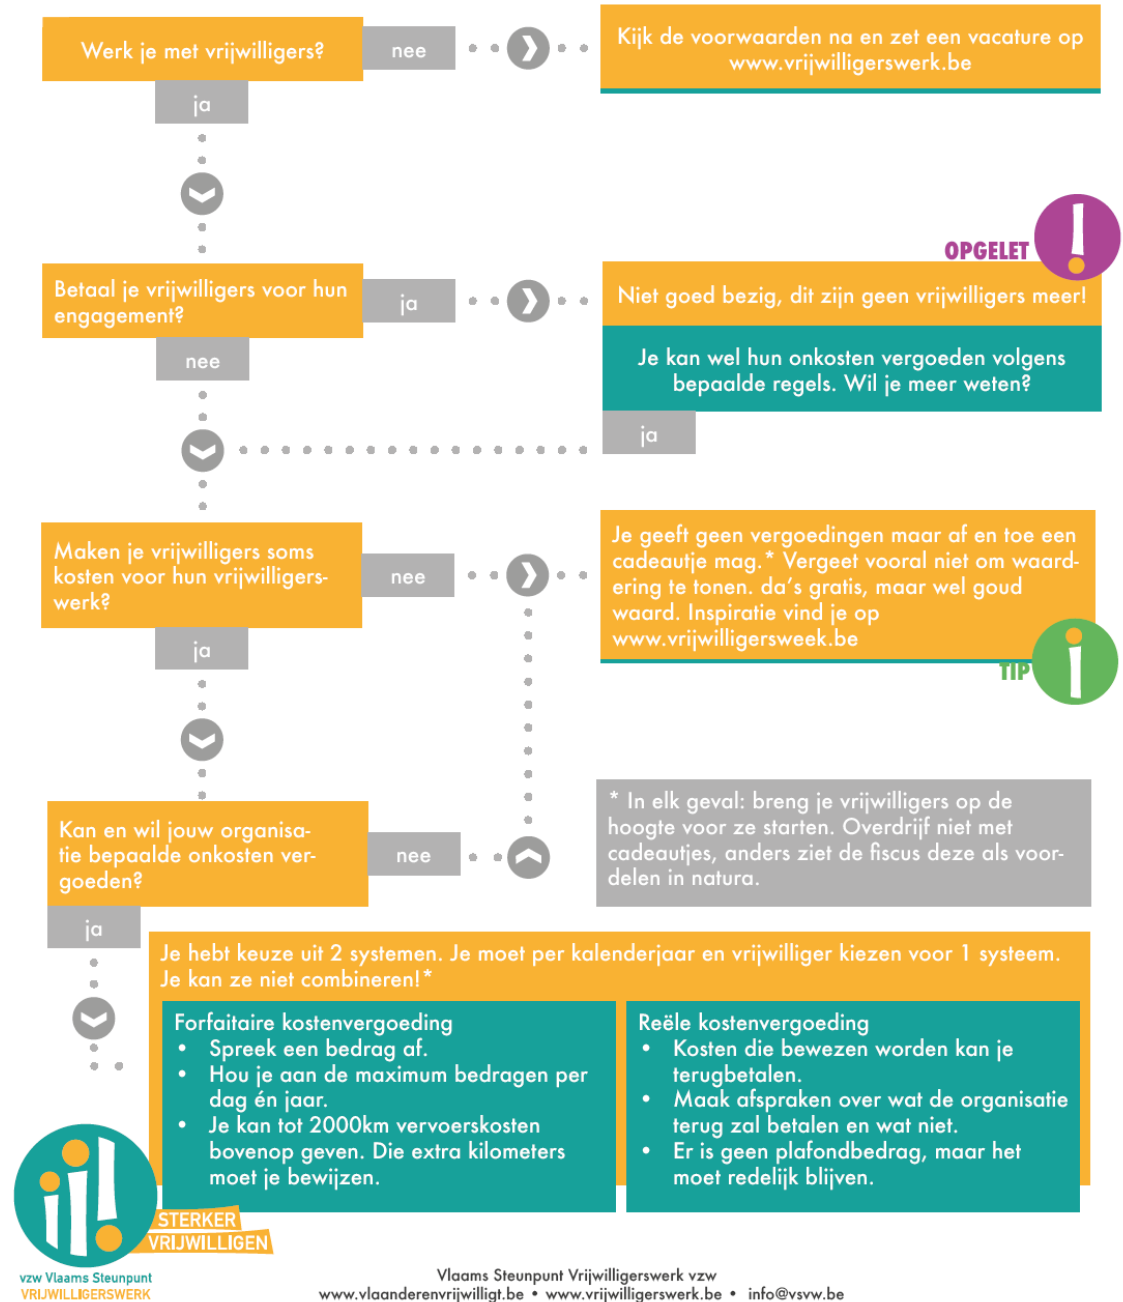 Werk je met vrijwilligers?
nee
Kijk de voorwaarden na en zet een vacature op
www.vrijwilligerswerk.be
ja
OPGELET
Betaal je vrijwilligers voor hun
engagement?
ja
Niet goed bezig, dit zijn geen vrijwilligers meer!
nee
Je kan wel hun onkosten vergoeden volgens
bepaalde regels. Wil je meer weten?
ja
Maken je vrijwilligers soms
kosten voor hun vrijwilligers-
werk?
nee
Je geeft geen vergoedingen maar af en toe een
cadeautje mag.* Vergeet vooral niet om waard-
ering te tonen. da's gratis, maar wel goud
waard. Inspiratie vind je op
www.vrijwilligersweek.be
TIP
ja
Kan en wil jouw organisa-
tie bepaalde onkosten ver-
goeden?
nee
* In elk geval: breng je vrijwilligers op de
hoogte voor ze starten. Overdrijf niet met
cadeautjes, anders ziet de fiscus deze als voor-
delen in natura.
ja
Je hebt keuze uit 2 systemen. Je moet per kalenderjaar en vrijwilliger kiezen voor 1 systeem.
Je kan ze niet combineren!*
Forfaitaire kostenvergoeding
• Spreek een bedrag af.
• Hou je aan de maximum bedragen per
dag én jaar.
• Je kan tot 2000km vervoerskosten
bovenop geven. Die extra kilometers
moet je bewijzen.
Reële kostenvergoeding
• Kosten die bewezen worden kan je
terugbetalen.
• Maak afspraken over wat de organisatie
terug zal betalen en wat niet.
• Er is geen plafondbedrag, maar het
moet redelijk blijven.
STERKER
VRIJWILLIGEN
vzw Vlaams Steunpunt
VRIJWILLIGERSWERK
Vlaams Steunpunt Vrijwilligerswerk vzw
www.vlaanderenvrijwilligt.be • www.vrijwilligerswerk.be • info@vsvw.be